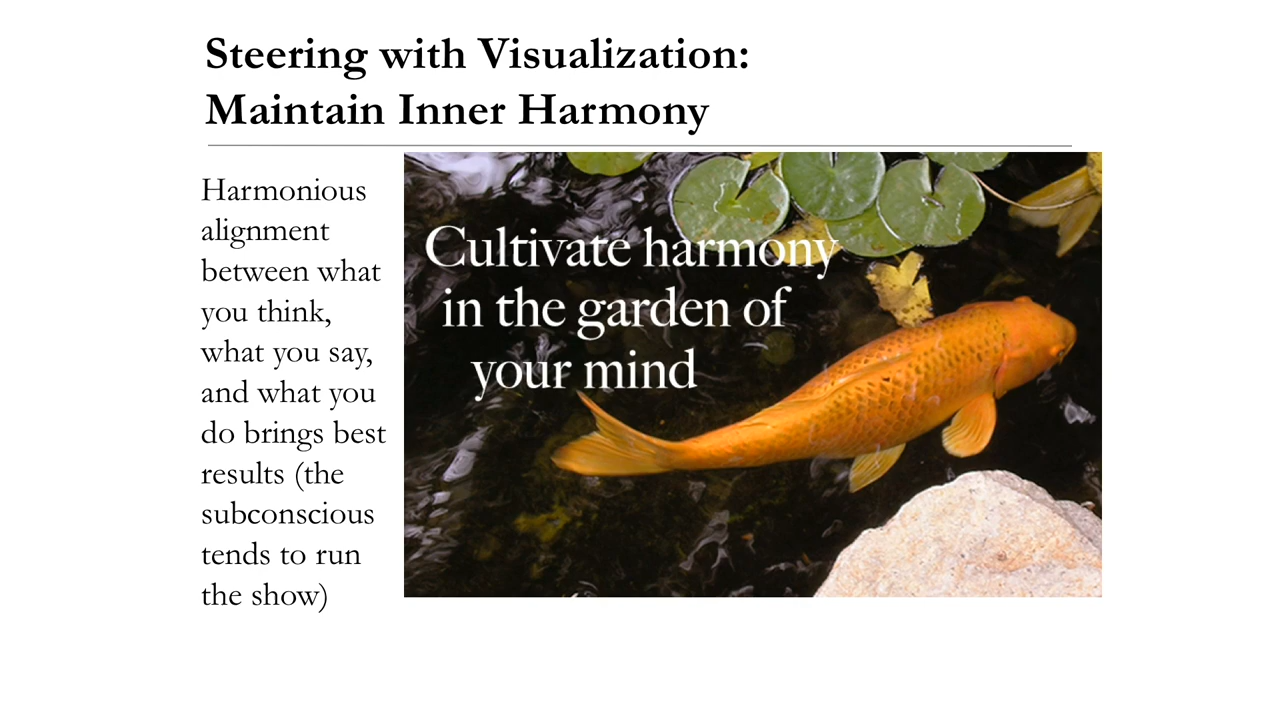 Steering with Visualization:
Maintain Inner Harmony
Harmonious
alignment
between what
you think,
what you say,
and what you
do brings best
results (the
subconscious
tends to run
the show)
Cultivate harmony
in the garden of
your mind